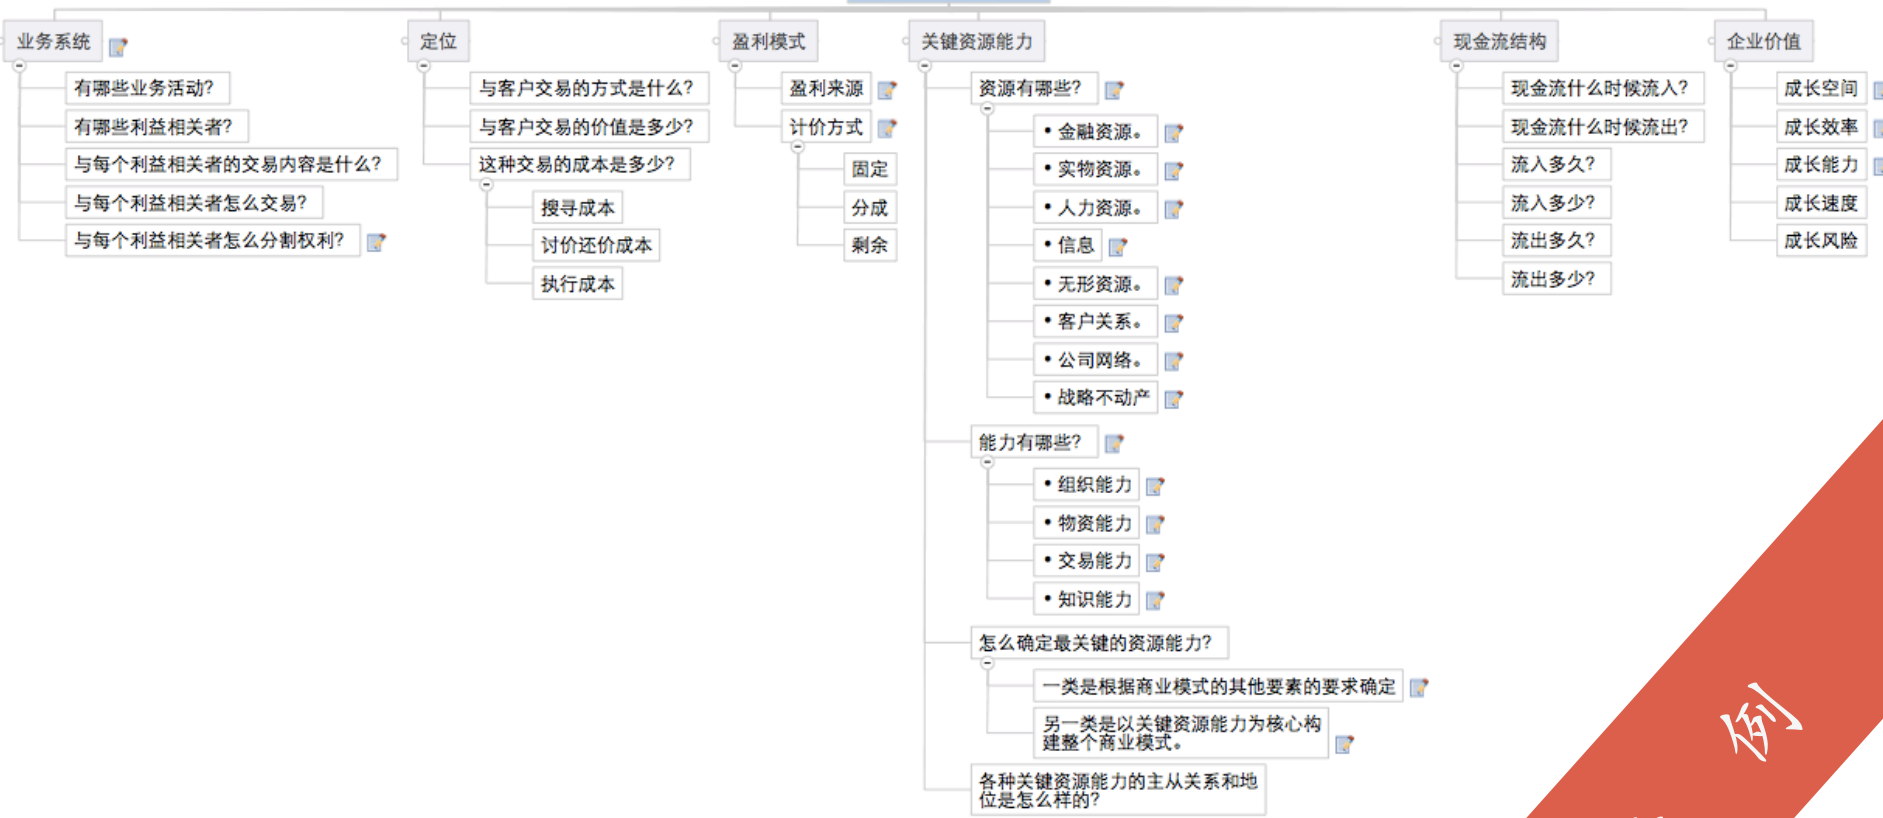 业务系统
有哪些业务活动?
有哪些利益相关者?
与每个利益相关者的交易内容是什么?
与每个利益相关者怎么交易?
与每个利益相关者怎么分割权利?
定位
与客户交易的方式是什么?
与客户交易的价值是多少?
这种交易的成本是多少?
搜寻成本
讨价还价成本
执行成本
盈利模式
盈利来源
计价方式
固定
分成
剩余
关键资源能力
资源有哪些?
• 金融资源。
• 实物资源。
• 人力资源。
• 信息
• 无形资源。
• 客户关系。
• 公司网络。
• 战略不动产
能力有哪些?
• 组织能力
• 物资能力
• 交易能力
• 知识能力
怎么确定最关键的资源能力?
一类是根据商业模式的其他要素的要求确定
另一类是以关键资源能力为核心构
建整个商业模式。
各种关键资源能力的主从关系和地
位是怎么样的?
现金流结构
现金流什么时候流入?
现金流什么时候流出?
流入多久?
流入多少?
流出多久?
流出多少?
企业价值
成长空间
成长效率
成长能力
成长速度
成长风险
例